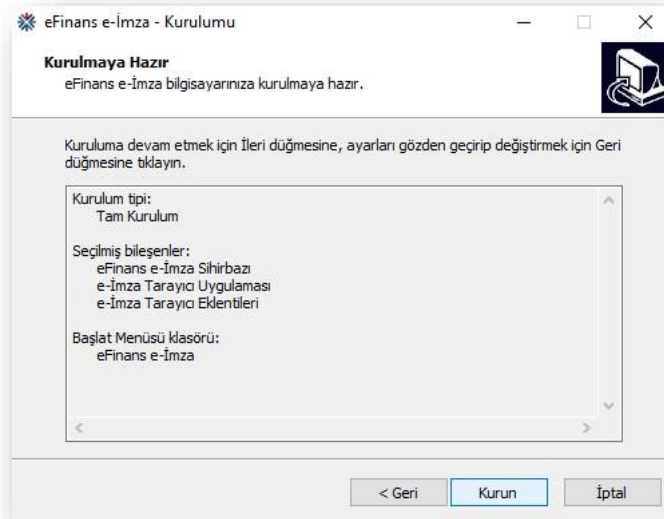 eFinans e-İmza - Kurulumu
Kurulmaya Hazır
eFinans e-İmza bilgisayarınıza kurulmaya hazır.
Kuruluma devam etmek için İleri düğmesine, ayarları gözden geçirip değiştirmek için Geri
düğmesine tıklayın.
Kurulum tipi:
Tam Kurulum
Seçilmiş bileşenler:
eFinans e-İmza Sihirbazı
e-İmza Tarayıcı Uygulaması
e-İmza Tarayıcı Eklentileri
Başlat Menüsü klasörü:
eFinans e-İmza
< Geri
Kurun
İptal